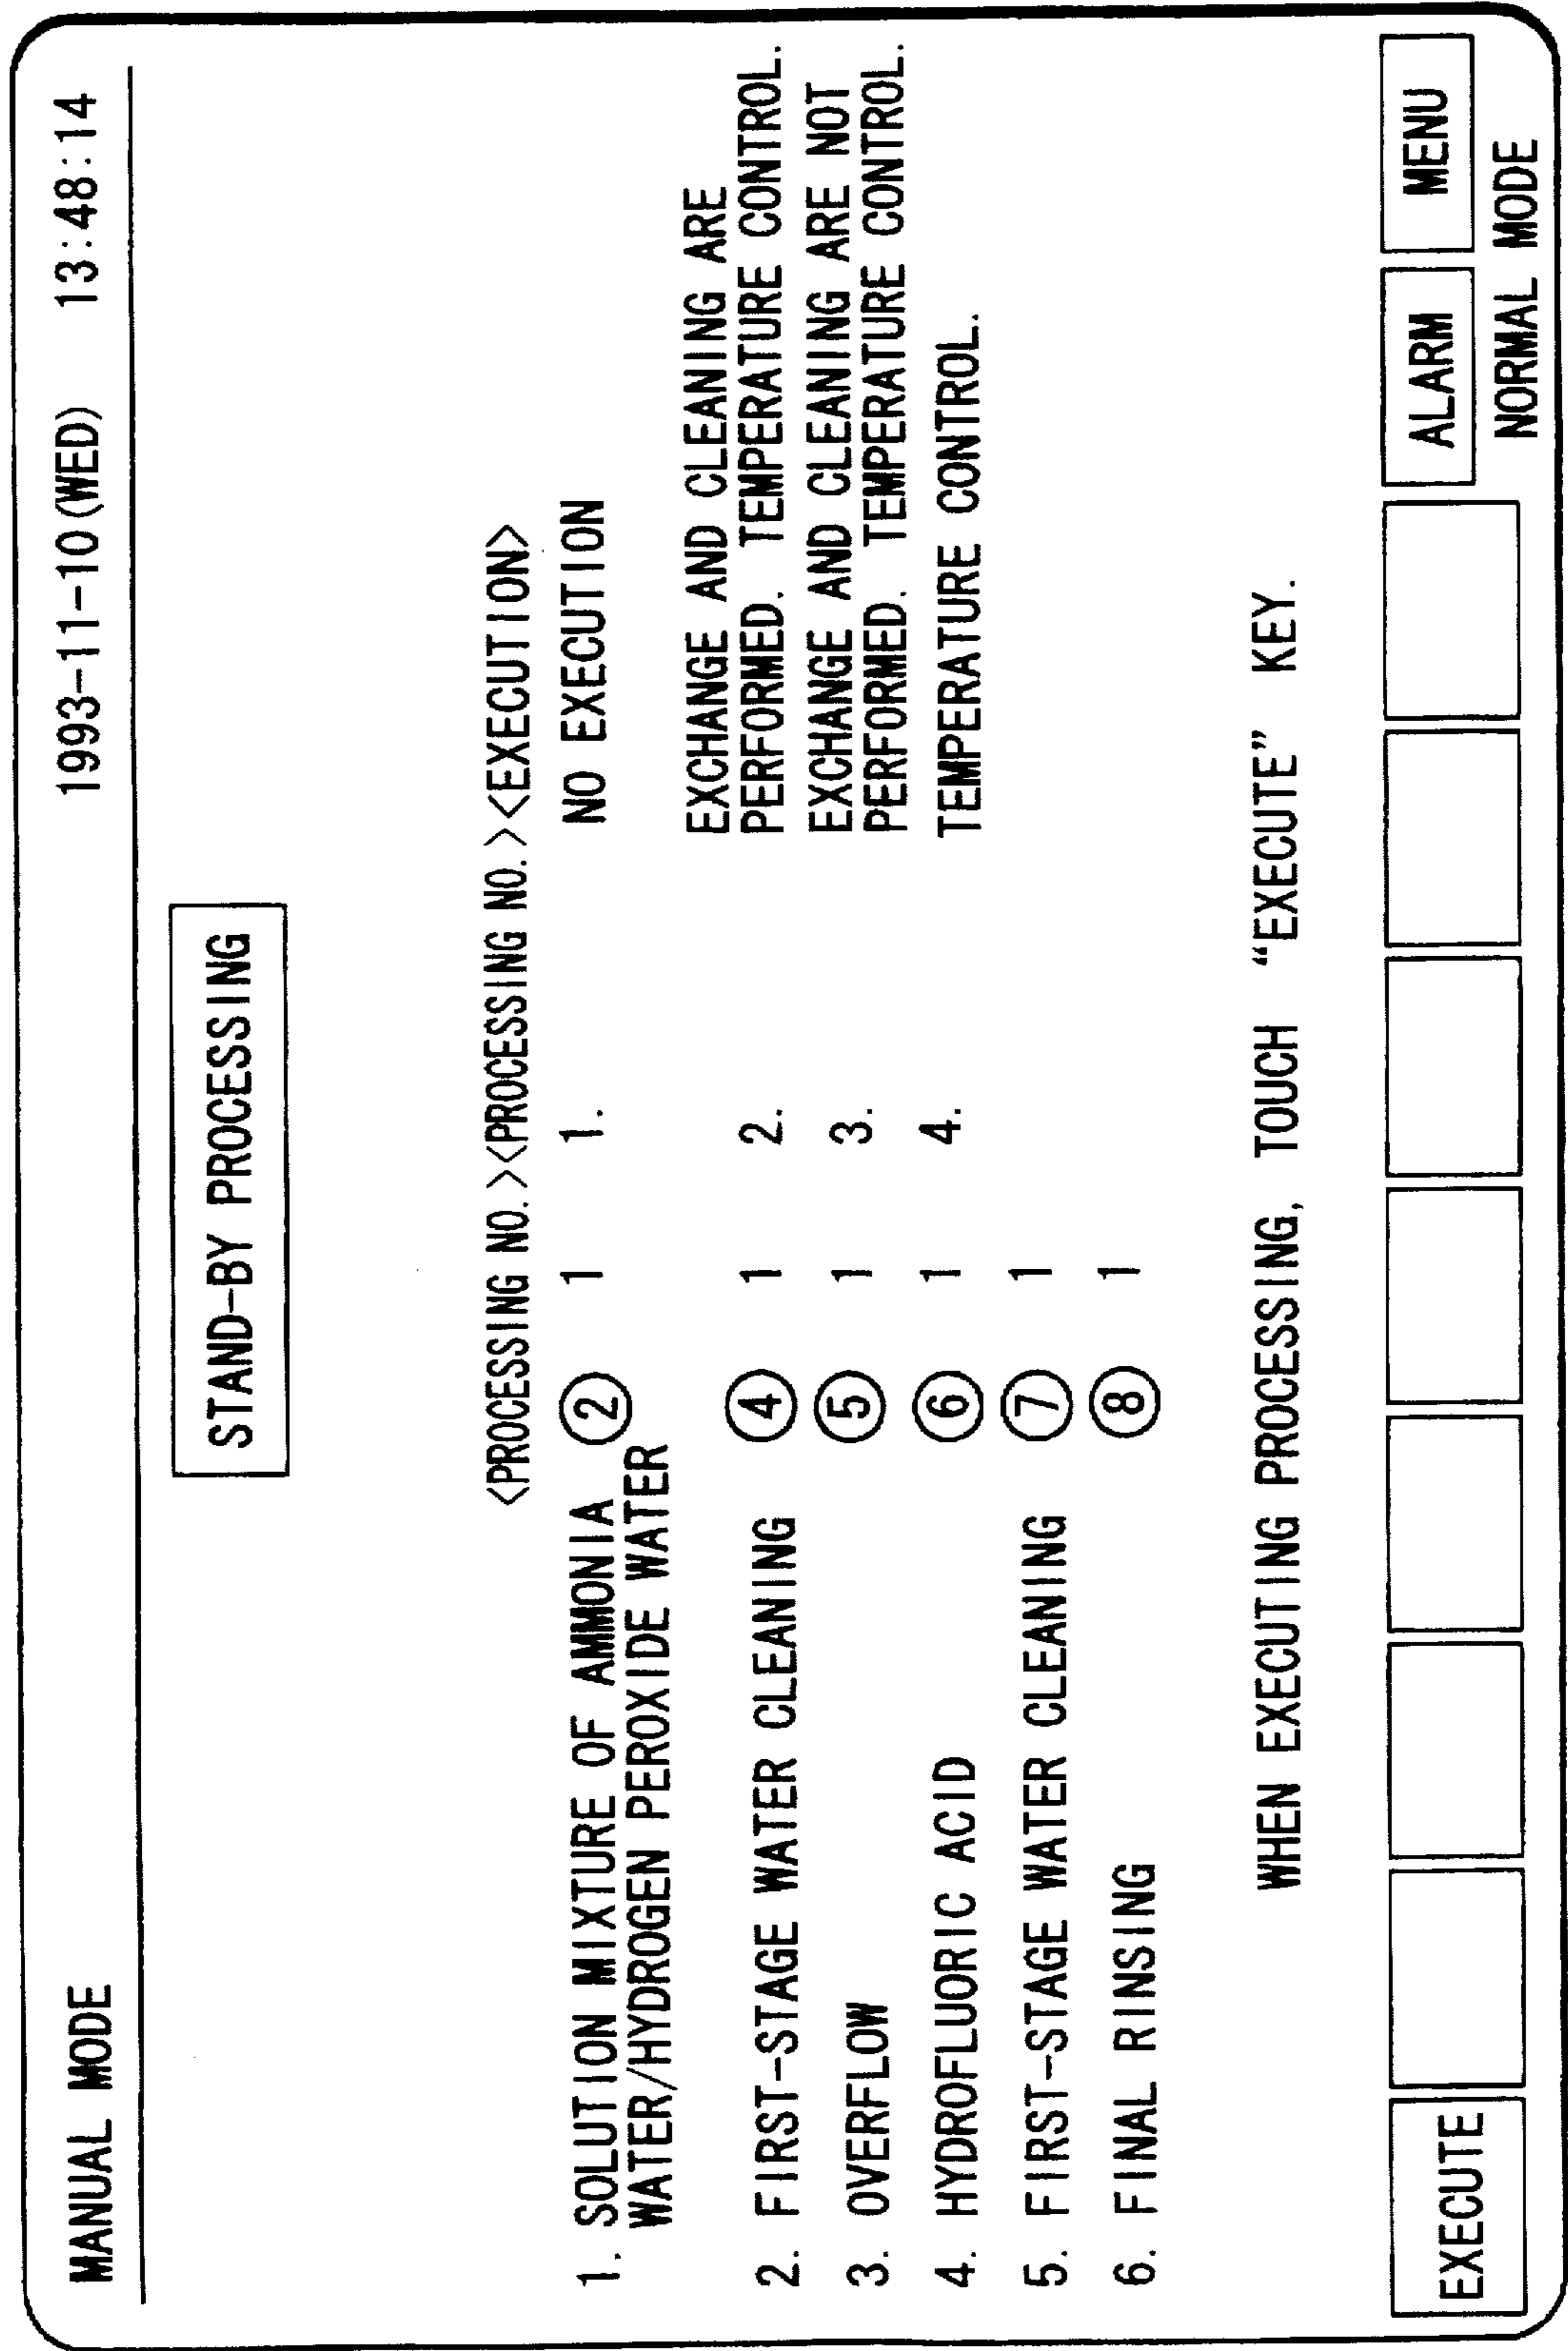 MANUAL MODE 1993-11-10 (WED) 13:48:14
STAND-BY PROCESSING
<PROCESSING NO.><PROCESSING NO.><EXECUTION>
1. SOLUTION MIXTURE OF AMMONIA ② 1 1. NO EXECUTION
WATER/HYDROGEN PEROXIDE WATER
EXCHANGE AND CLEANING ARE
2. FIRST-STAGE WATER CLEANING ④ 1 2. PERFORMED. TEMPERATURE CONTROL.
EXCHANGE AND CLEANING ARE NOT
3. OVERFLOW ⑤ 1 3. PERFORMED. TEMPERATURE CONTROL.
4. HYDROFLUORIC ACID ⑥ 1 4. TEMPERATURE CONTROL.
5. FIRST-STAGE WATER CLEANING ⑦ 1
6. FINAL RINSING ⑧ 1
WHEN EXECUTING PROCESSING, TOUCH “EXECUTE” KEY.
EXECUTE ALARM MENU
NORMAL MODE